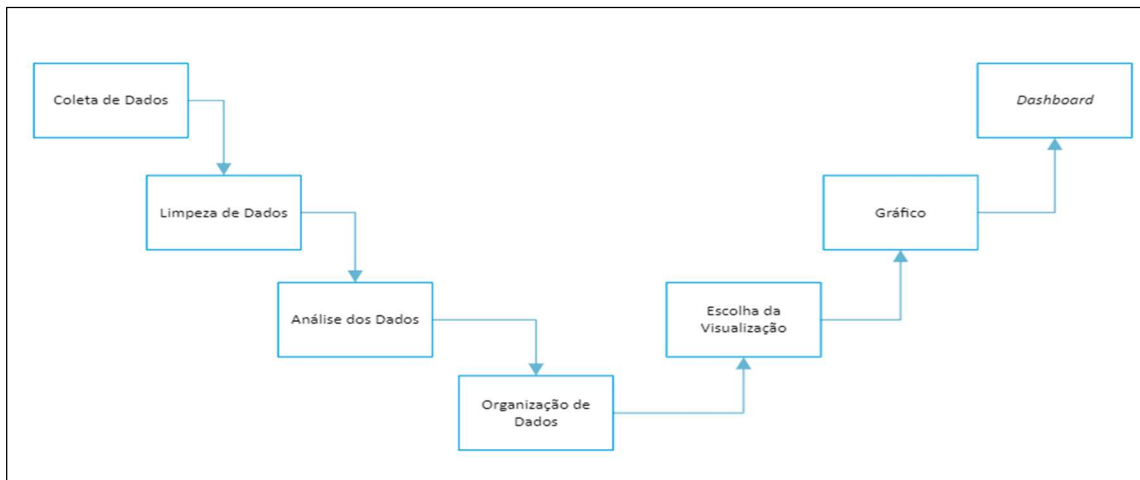 Coleta de Dados
Limpeza de Dados
Análise dos Dados
Organização de
Dados
Escolha da
Visualização
Gráfico
Dashboard